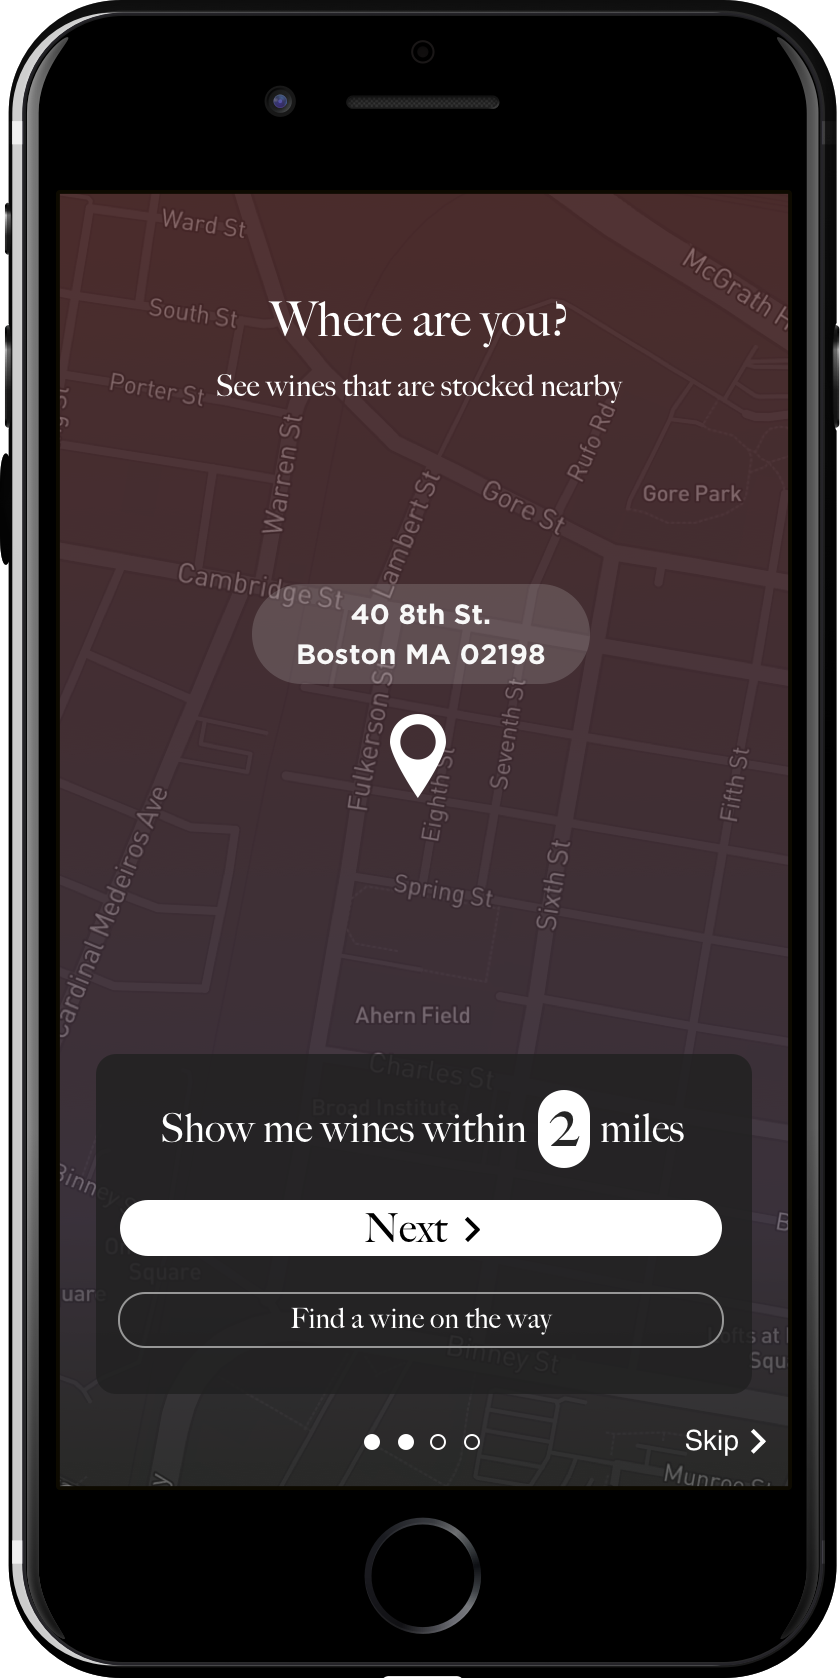 Ward St
McGrath H
South St
Where are you?
Porter St
See wines that are stocked nearby
Warren St
Rufo Rd
Lambert St
Gore St
Gore Park
Cambridge St
40 8th St.
Boston MA 02198
Fulkerson St
Seventh St
Eighth St
Fifth St
Cardinal Medeiros Ave
Spring St
Sixth St
Ahern Field
Charles St
Broad Institute
Show me wines within 2 miles
Binney
Next
Square
uare
Find a wine on the way
Binney St
Lofts at
Squ
Skip
Munroe St